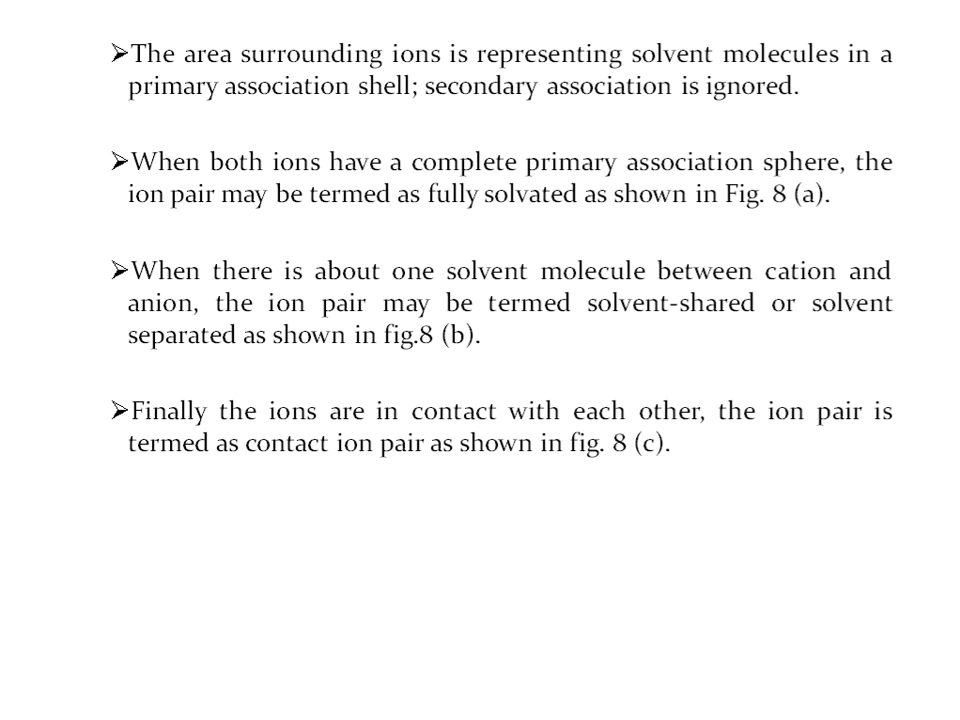 ➢The area surrounding ions is representing solvent molecules in a
primary association shell; secondary association is ignored.
➢When both ions have a complete primary association sphere, the
ion pair may be termed as fully solvated as shown in Fig. 8 (a).
➢When there is about one solvent molecule between cation and
anion, the ion pair may be termed solvent-shared or solvent
separated as shown in fig.8 (b).
➢Finally the ions are in contact with each other, the ion pair is
termed as contact ion pair as shown in fig. 8 (c).